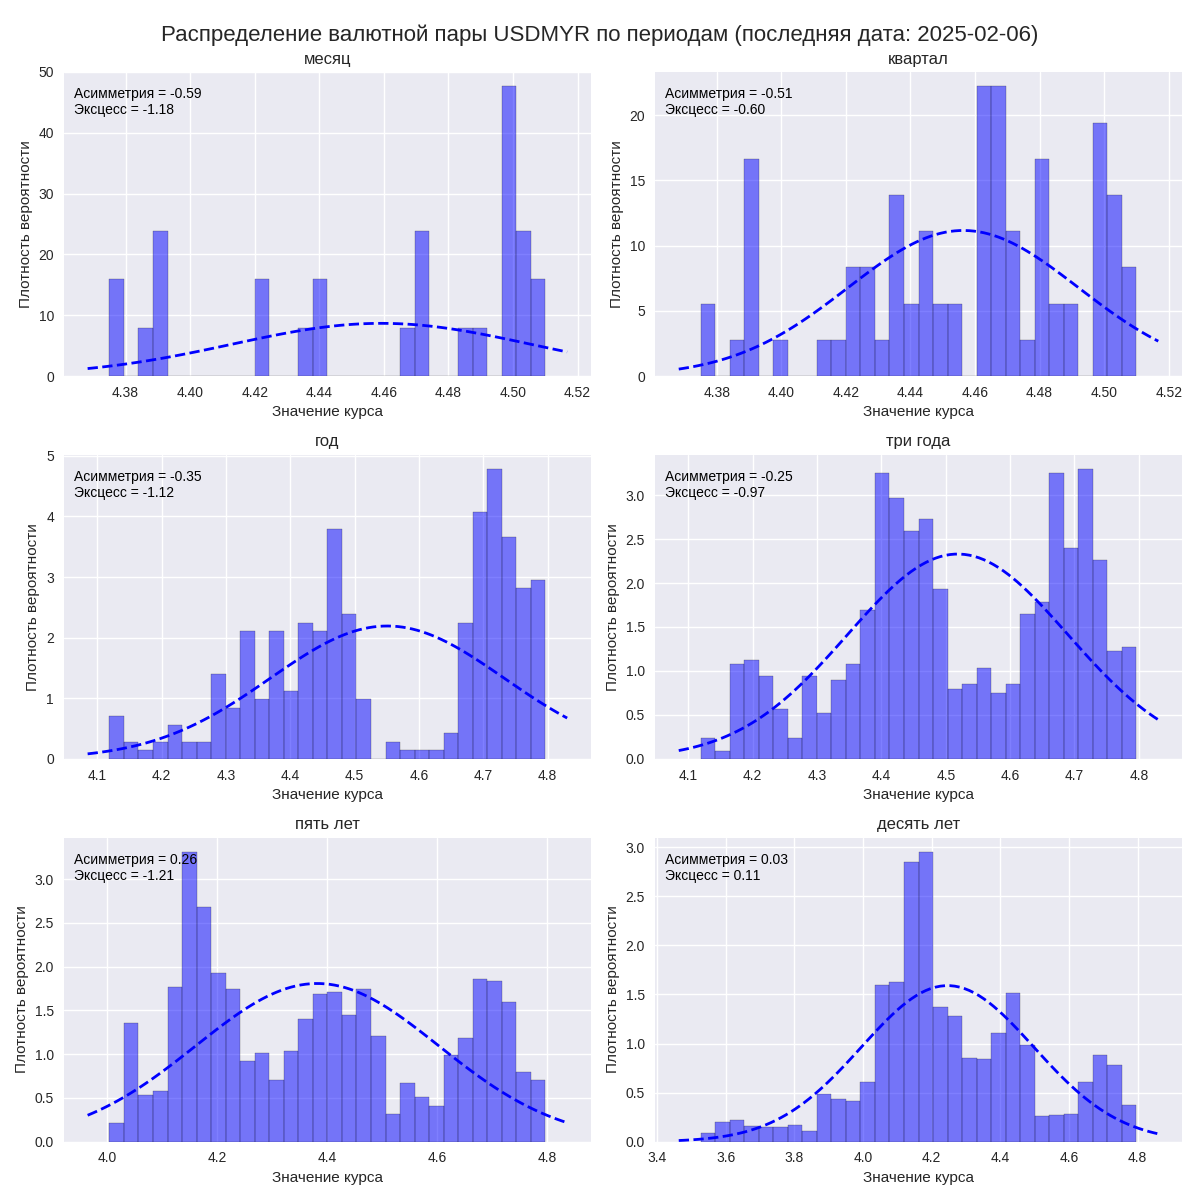 Распределение валютной пары USDMYR по периодам (последняя дата: 2025-02-06)
месяц
Асимметрия = -0.59
Эксцесс = -1.18
Плотность вероятности
50
40
30
20
10
0
4.38 4.40 4.42 4.44 4.46 4.48 4.50 4.52
Значение курса
квартал
Асимметрия = -0.51
Эксцесс = -0.60
Плотность вероятности
20
15
10
5
0
4.38 4.40 4.42 4.44 4.46 4.48 4.50 4.52
Значение курса
год
Асимметрия = -0.35
Эксцесс = -1.12
Плотность вероятности
5
4
3
2
1
0
4.1 4.2 4.3 4.4 4.5 4.6 4.7 4.8
Значение курса
три года
Асимметрия = -0.25
Эксцесс = -0.97
Плотность вероятности
3.0
2.5
2.0
1.5
1.0
0.5
0.0
4.1 4.2 4.3 4.4 4.5 4.6 4.7 4.8
Значение курса
пять лет
Асимметрия = 0.26
Эксцесс = -1.21
Плотность вероятности
3.0
2.5
2.0
1.5
1.0
0.5
0.0
4.0 4.2 4.4 4.6 4.8
Значение курса
десять лет
Асимметрия = 0.03
Эксцесс = 0.11
Плотность вероятности
3.0
2.5
2.0
1.5
1.0
0.5
0.0
3.4 3.6 3.8 4.0 4.2 4.4 4.6 4.8
Значение курса